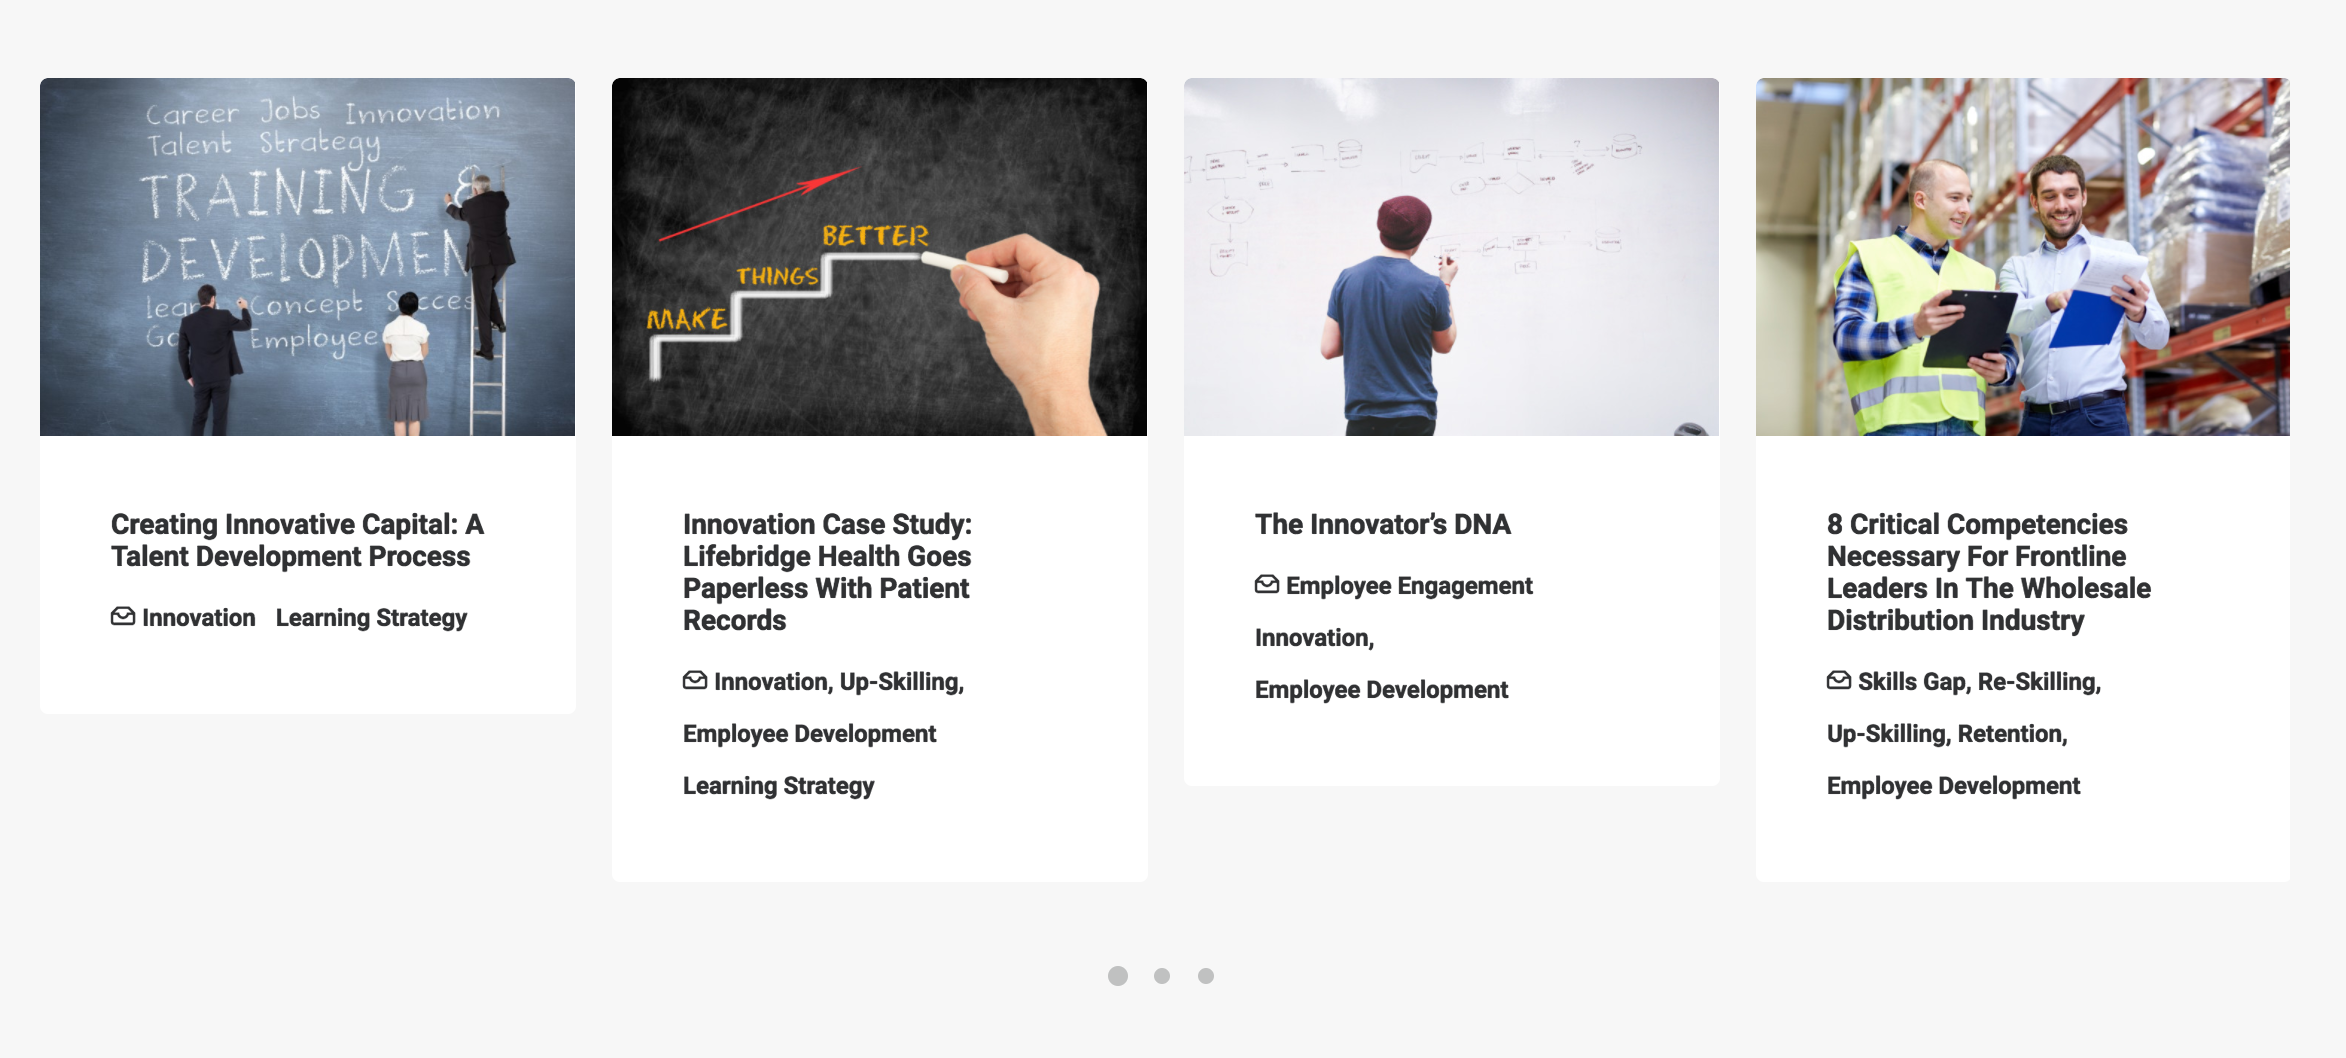 Career Jobs Innovation
Talent Strategy
TRAINING &
DEVELOPMEN
lear Concept Succes
Go Employee
BETTER
THINGS
MAKE
Creating Innovative Capital: A
Talent Development Process
Innovation Learning Strategy
Innovation Case Study:
Lifebridge Health Goes
Paperless With Patient
Records
Innovation, Up-Skilling,
Employee Development
Learning Strategy
The Innovator’s DNA
Employee Engagement
Innovation,
Employee Development
8 Critical Competencies
Necessary For Frontline
Leaders In The Wholesale
Distribution Industry
Skills Gap, Re-Skilling,
Up-Skilling, Retention,
Employee Development